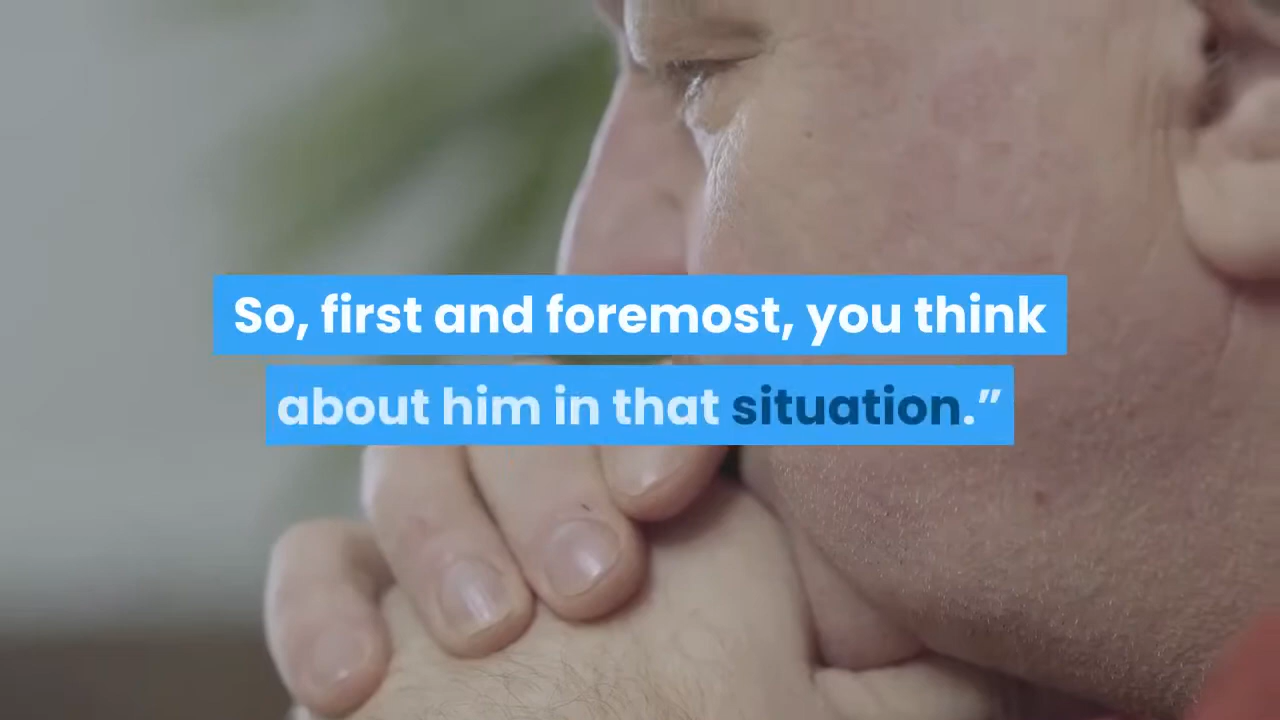 So, first and foremost, you think
about him in that situation.”